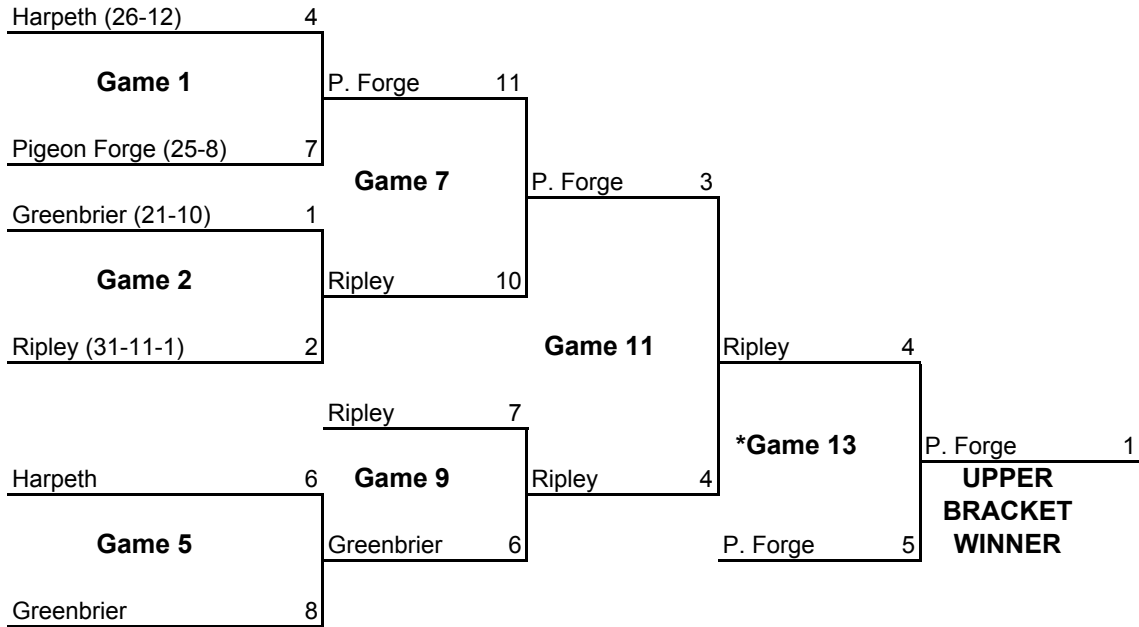 Harpeth (26-12) 4
Game 1
P. Forge 11
Pigeon Forge (25-8) 7
Game 7
P. Forge 3
Greenbrier (21-10) 1
Game 2
Ripley 10
Ripley (31-11-1) 2
Game 11
Ripley 4
Ripley 7
*Game 13
P. Forge 1
Harpeth 6
Game 9
Ripley 4
UPPER
BRACKET
WINNER
Game 5
Greenbrier 6
P. Forge 5
Greenbrier 8